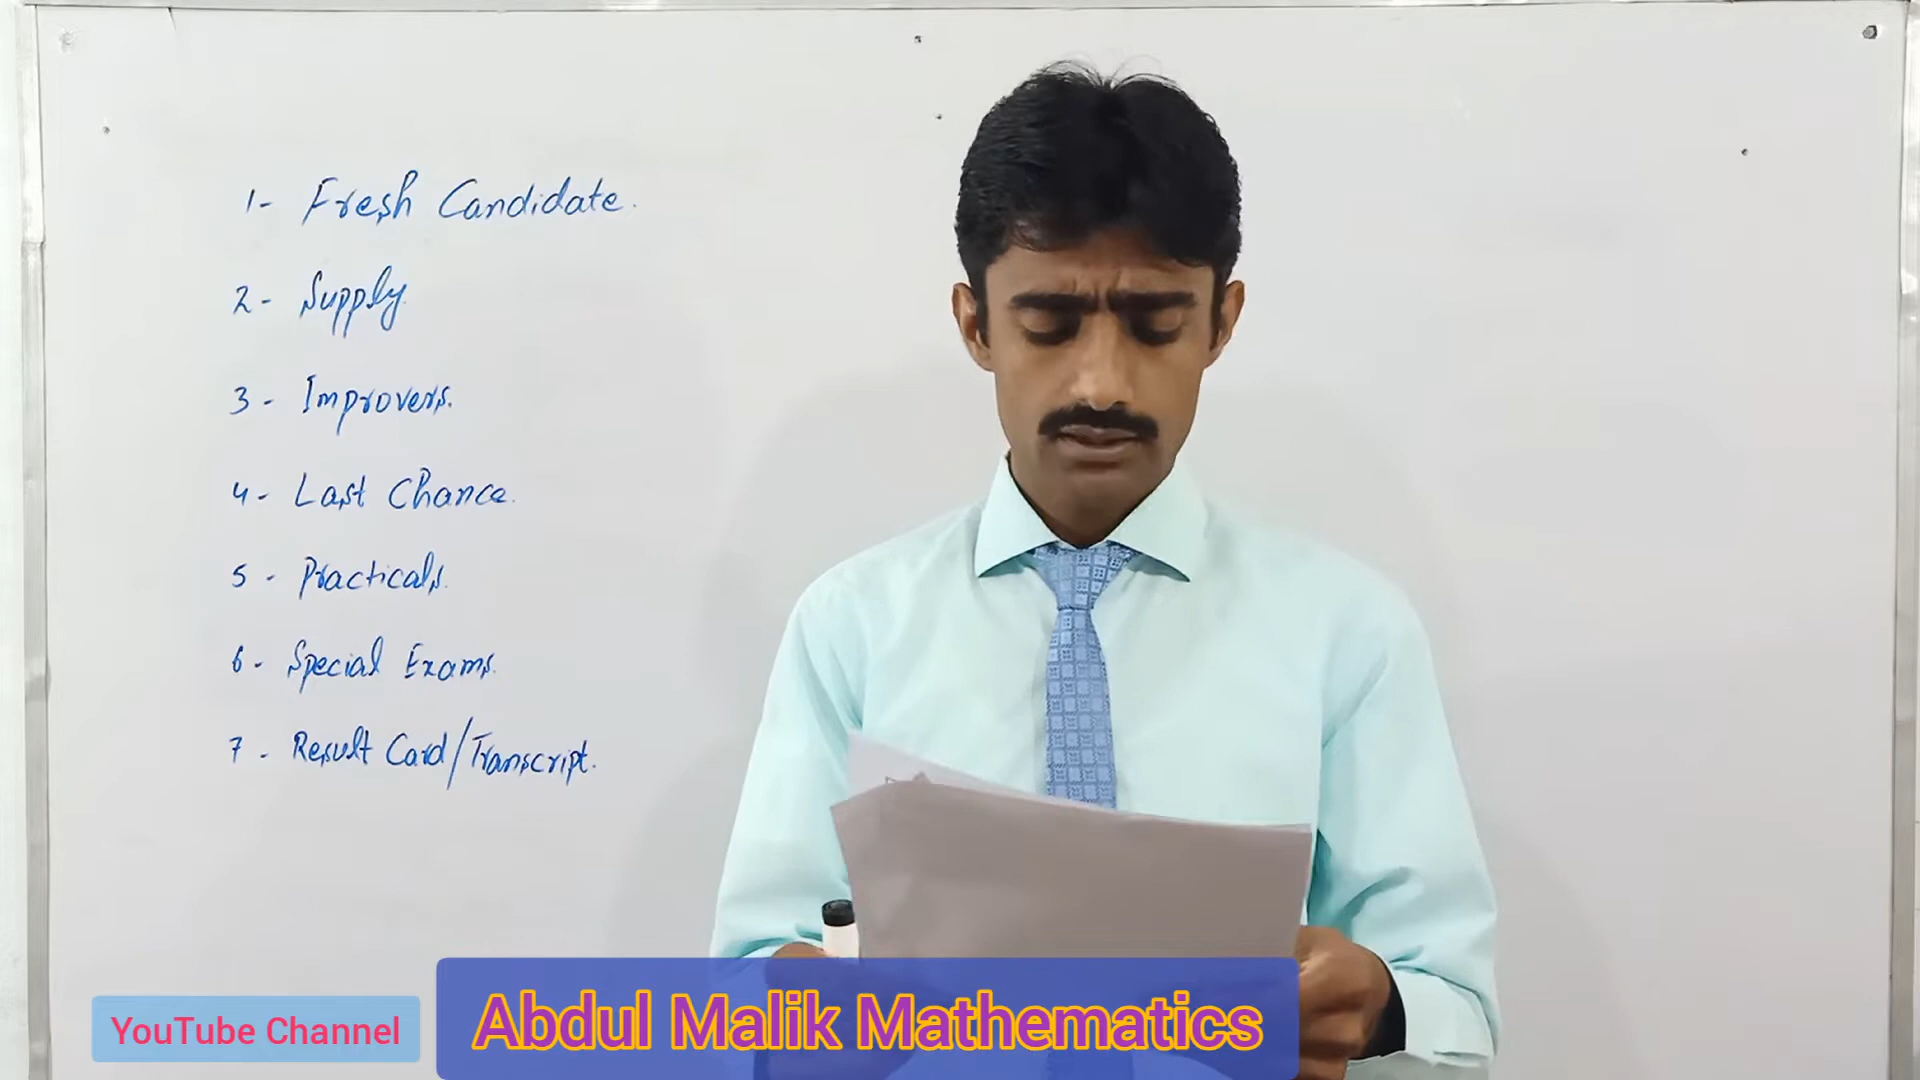 1- Fresh Candidate.
2- Supply.
3- Improvers.
4- Last Chance.
5- Practicals.
6- Special Exams.
7- Result Card/Transcript.
YouTube Channel
Abdul Malik Mathematics